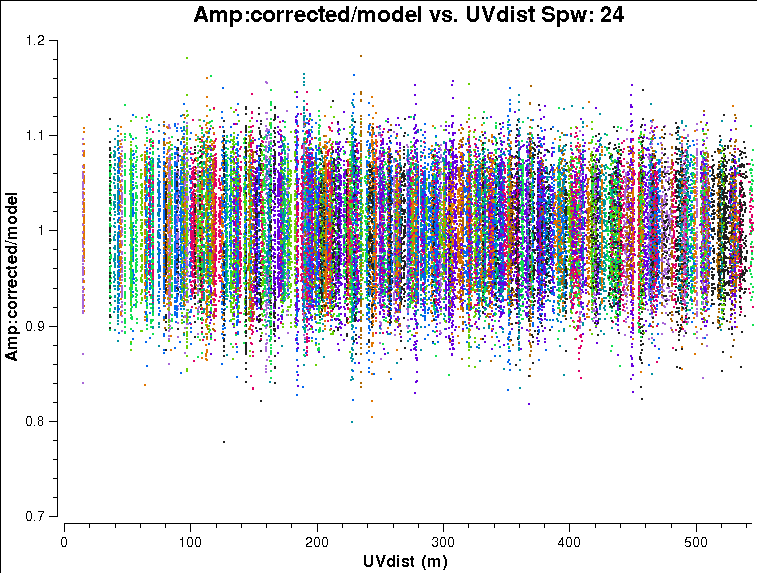 Amp:corrected/model vs. UVdist Spw: 24
1.2
1.1
1
0.9
0.8
0.7
Amp:corrected/model
0 100 200 300 400 500
UVdist (m)